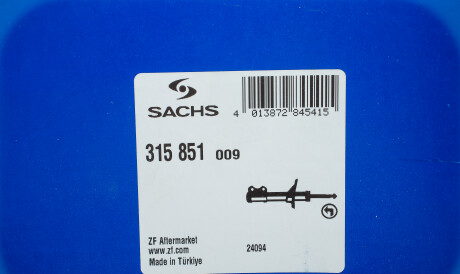 SACHS
4 013872 845415
315 851 009
ZF Aftermarket
www.zf.com
Made in Türkiye
24094